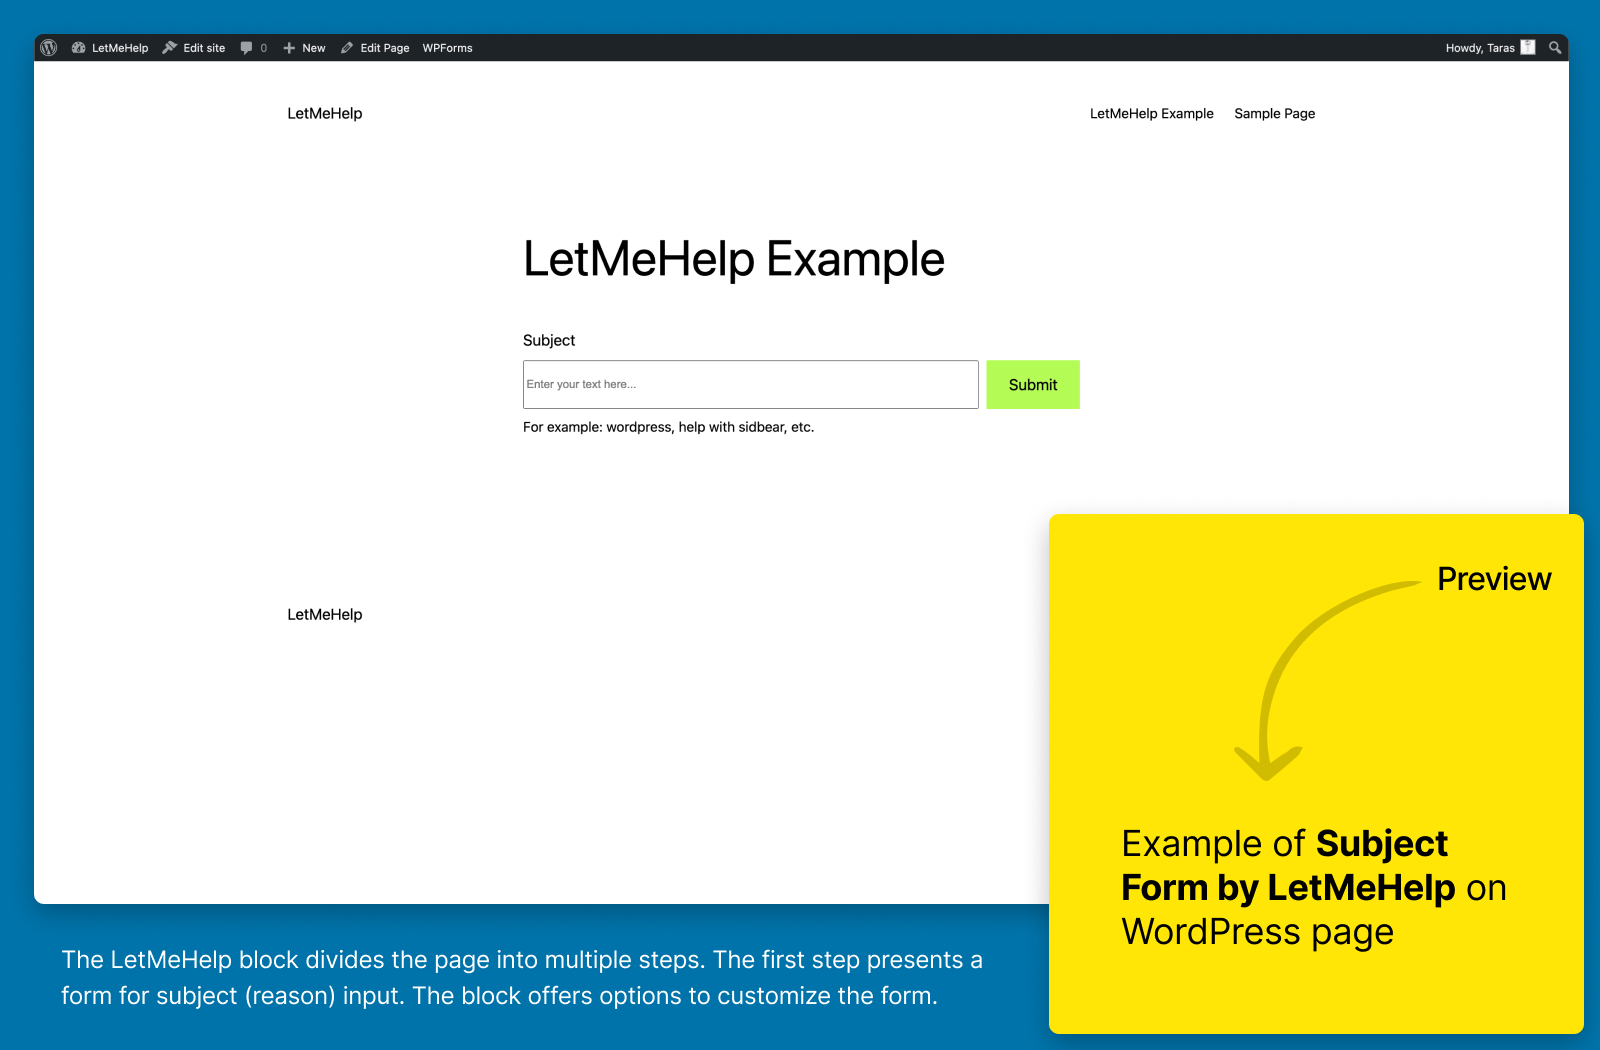 LetMeHelp Edit site 0 New Edit Page WPForms Howdy, Taras
LetMeHelp LetMeHelp Example Sample Page
LetMeHelp Example
Subject
Enter your text here... Submit
For example: wordpress, help with sidbear, etc.
LetMeHelp
Preview
Example of Subject
Form by LetMeHelp on
WordPress page
The LetMeHelp block divides the page into multiple steps. The first step presents a
form for subject (reason) input. The block offers options to customize the form.